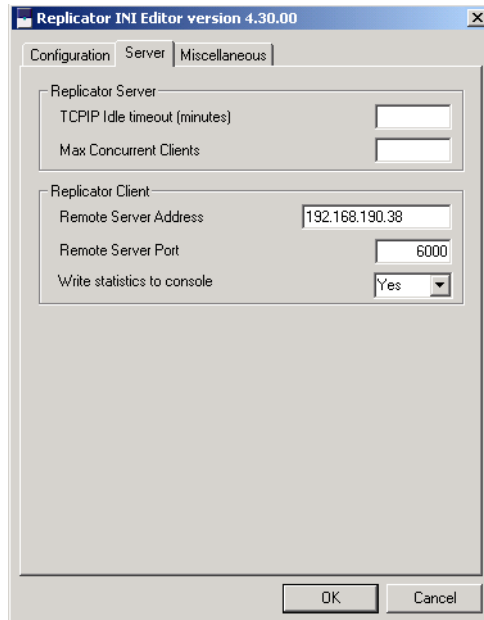 Replicator INI Editor version 4.30.00
Configuration Server Miscellaneous
Replicator Server
TCPIP Idle timeout (minutes)
Max Concurrent Clients
Replicator Client
Remote Server Address 192.168.190.38
Remote Server Port 6000
Write statistics to console Yes
OK Cancel